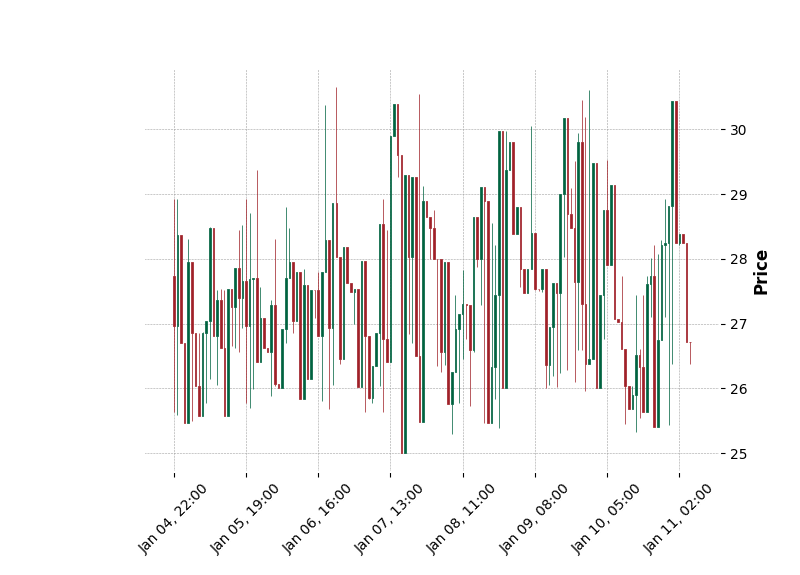 30
29
28
27
26
25
Price
Jan 04, 22:00
Jan 05, 19:00
Jan 06, 16:00
Jan 07, 13:00
Jan 08, 11:00
Jan 09, 08:00
Jan 10, 05:00
Jan 11, 02:00